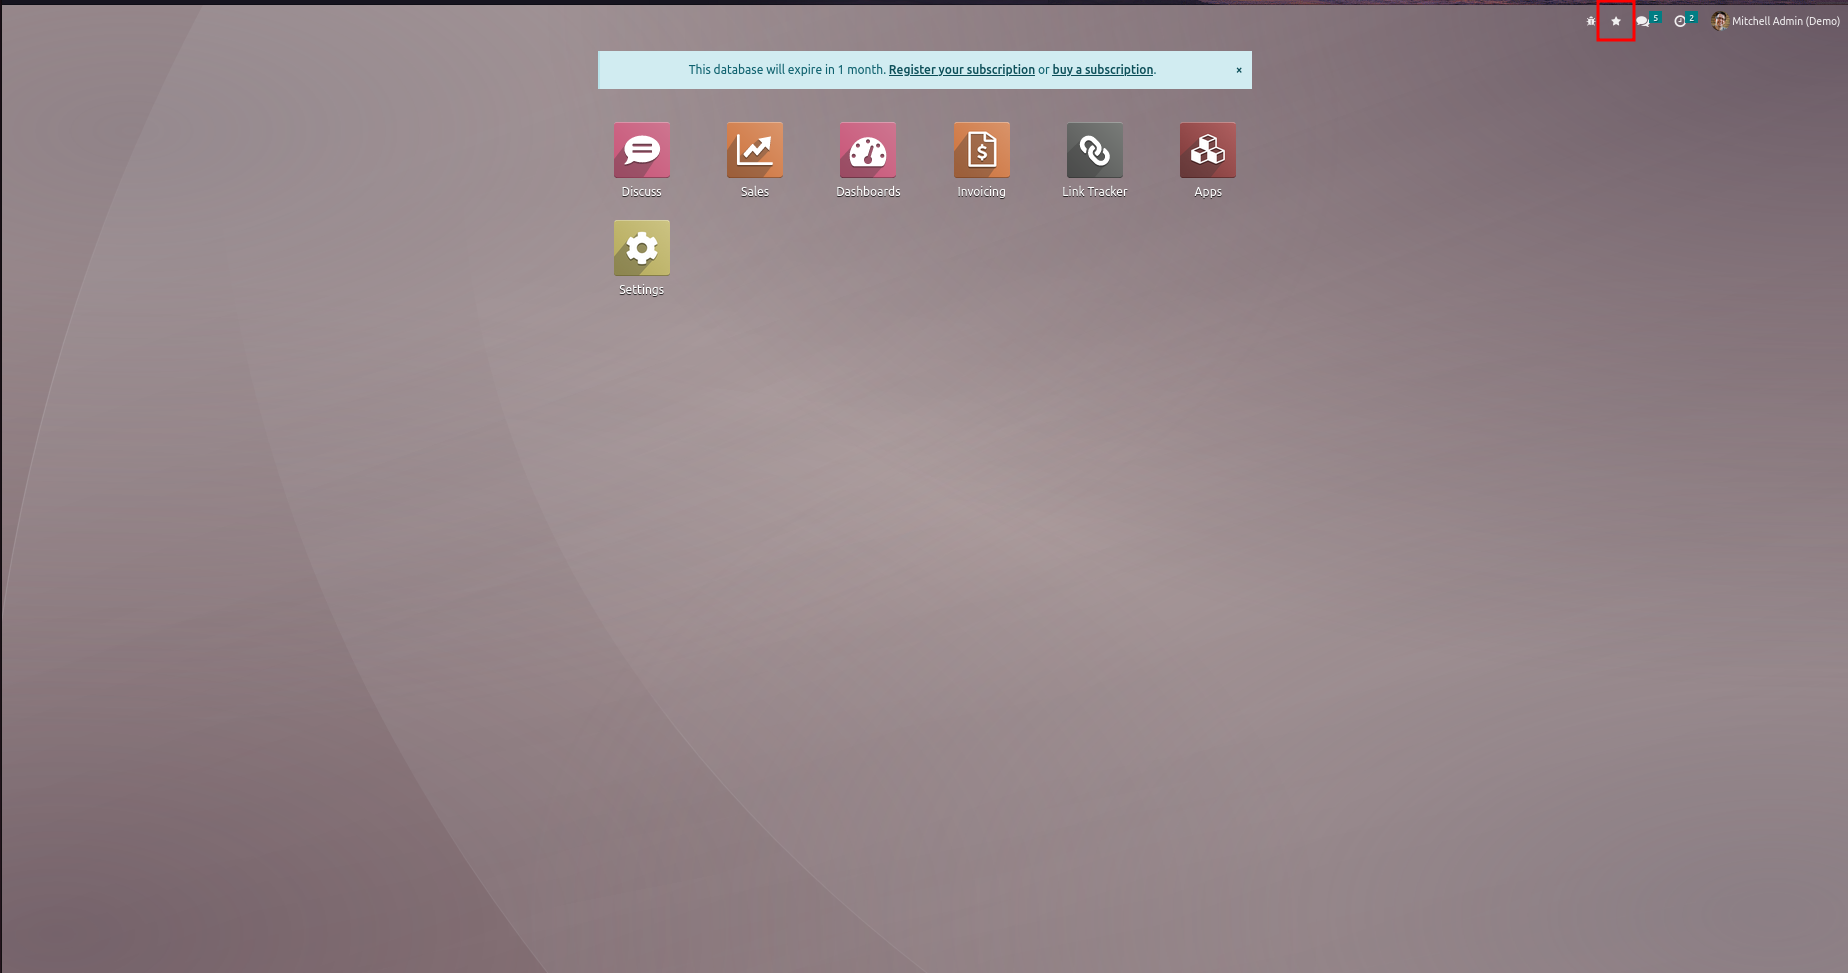 5 2 Mitchell Admin (Demo)
This database will expire in 1 month. Register your subscription or buy a subscription. ×
Discuss Sales Dashboards Invoicing Link Tracker Apps
Settings